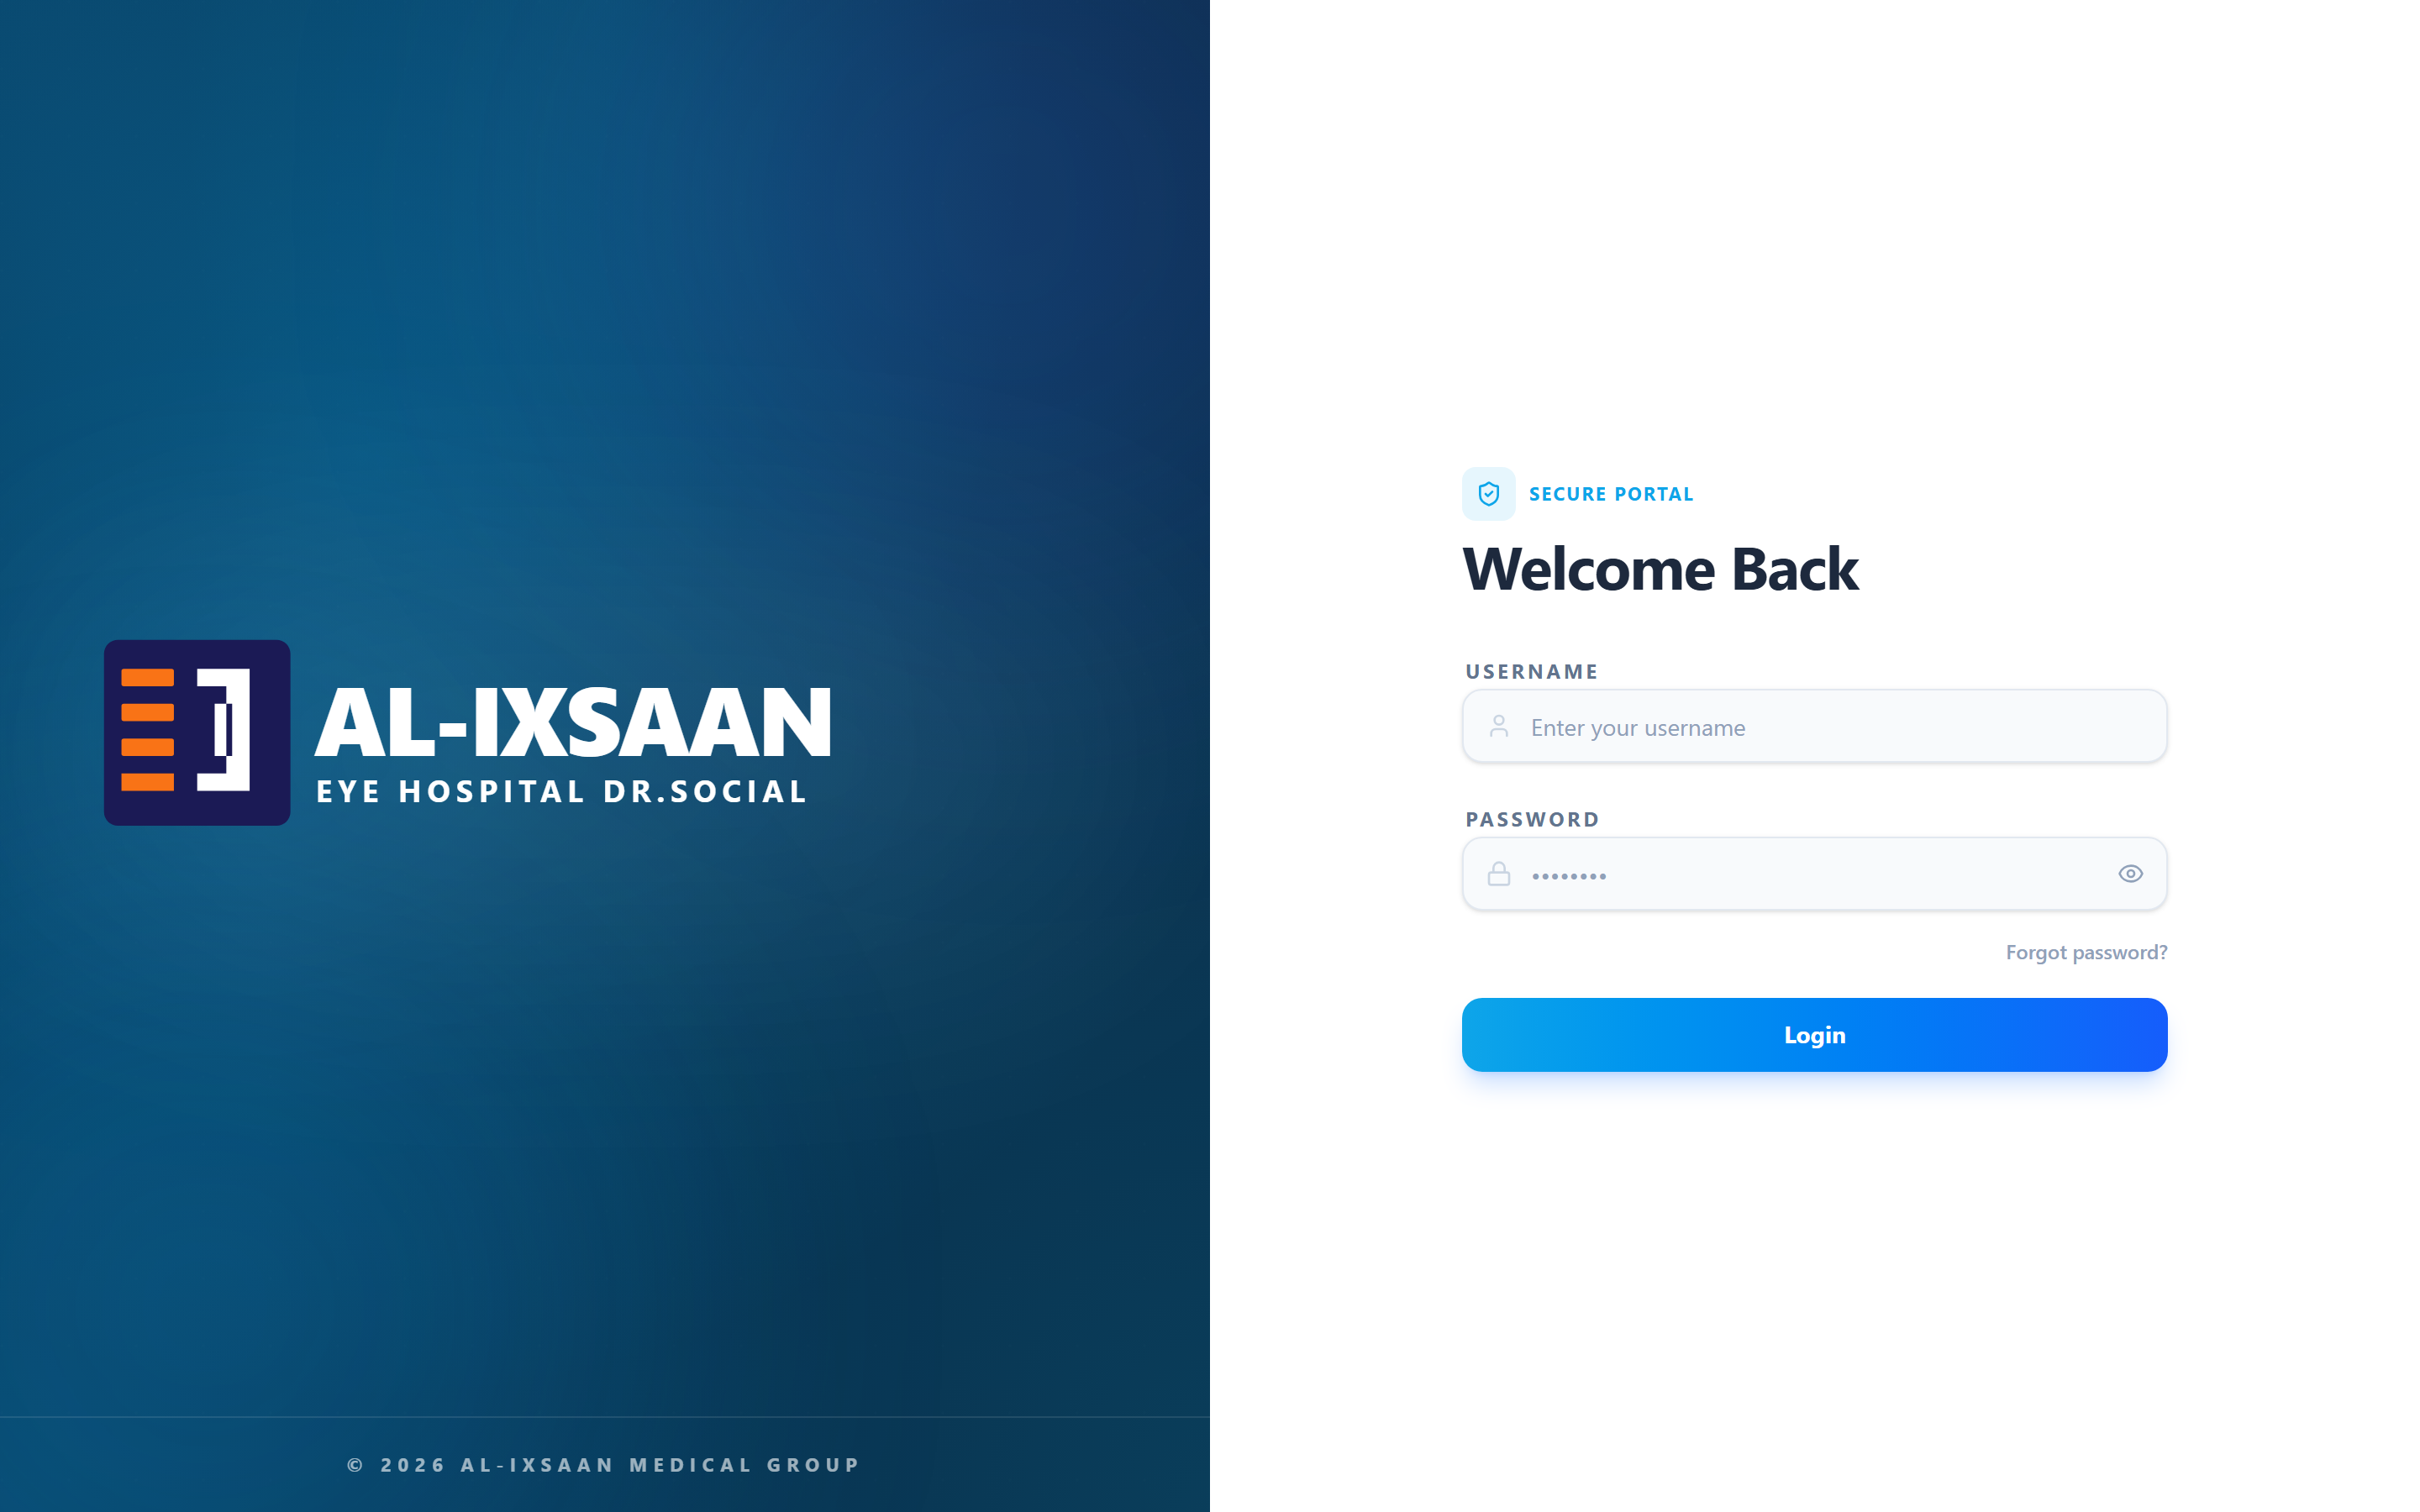 AL-IXSAAN
EYE HOSPITAL DR.SOCIAL
© 2026 AL-IXSAAN MEDICAL GROUP
SECURE PORTAL
Welcome Back
USERNAME
Enter your username
PASSWORD
••••••••
Forgot password?
Login